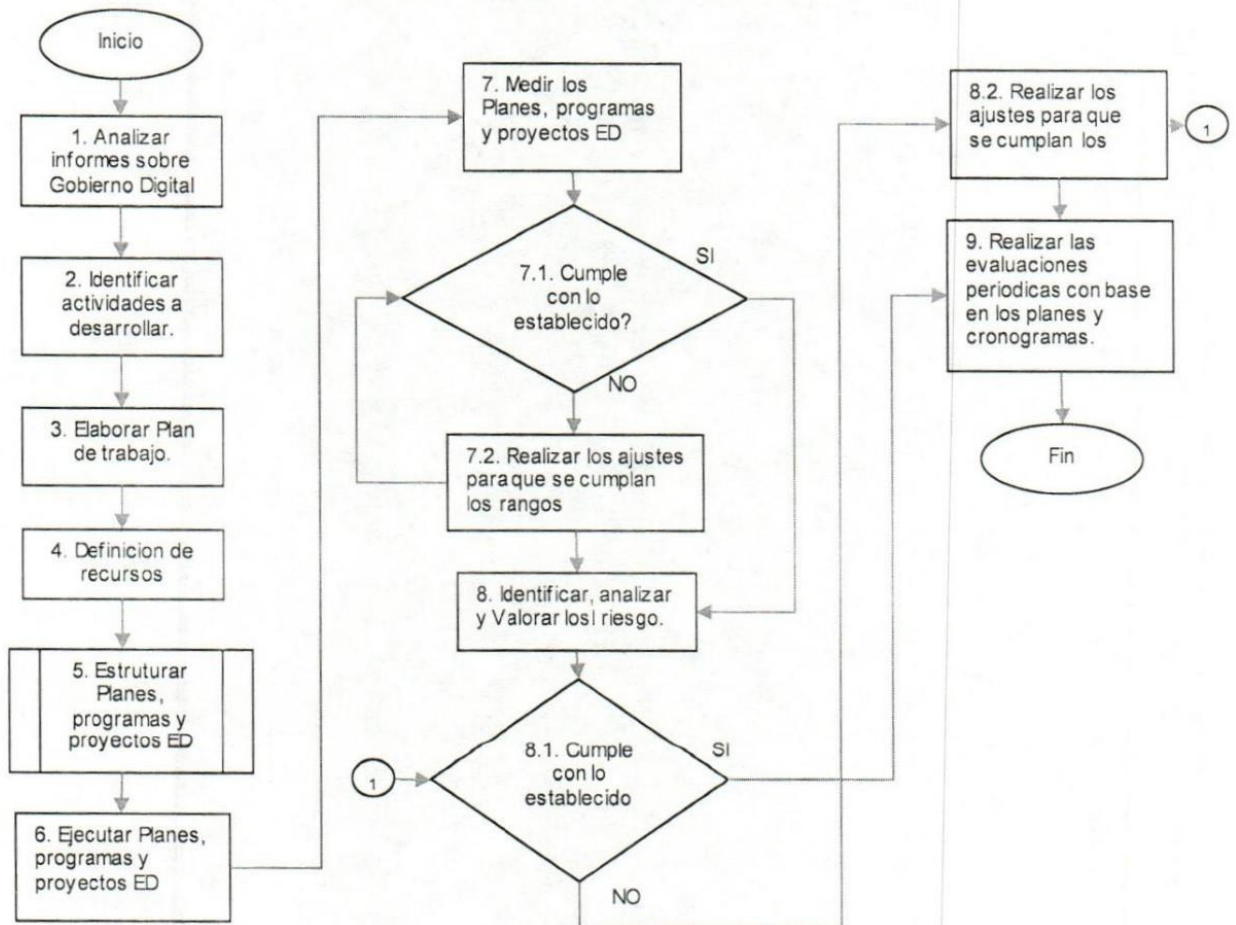 Inicio
1. Analizar
informes sobre
Gobierno Digital
2. Identificar
actividades a
desarrollar.
3. Elaborar Plan
de trabajo.
4. Definicion de
recursos
5. Estruturar
Planes,
programas y
proyectos ED
6. Ejecutar Planes,
programas y
proyectos ED
7. Medir los
Planes, programas
y proyectos ED
7.1. Cumple
con lo
establecido?
SI
NO
7.2. Realizar los ajustes
para que se cumplan
los rangos
8. Identificar, analizar
y Valorar losl riesgo.
1
8.1. Cumple
con lo
establecido
SI
NO
8.2. Realizar los
ajustes para que
se cumplan los
1
9. Realizar las
evaluaciones
periodicas con base
en los planes y
cronogramas.
Fin